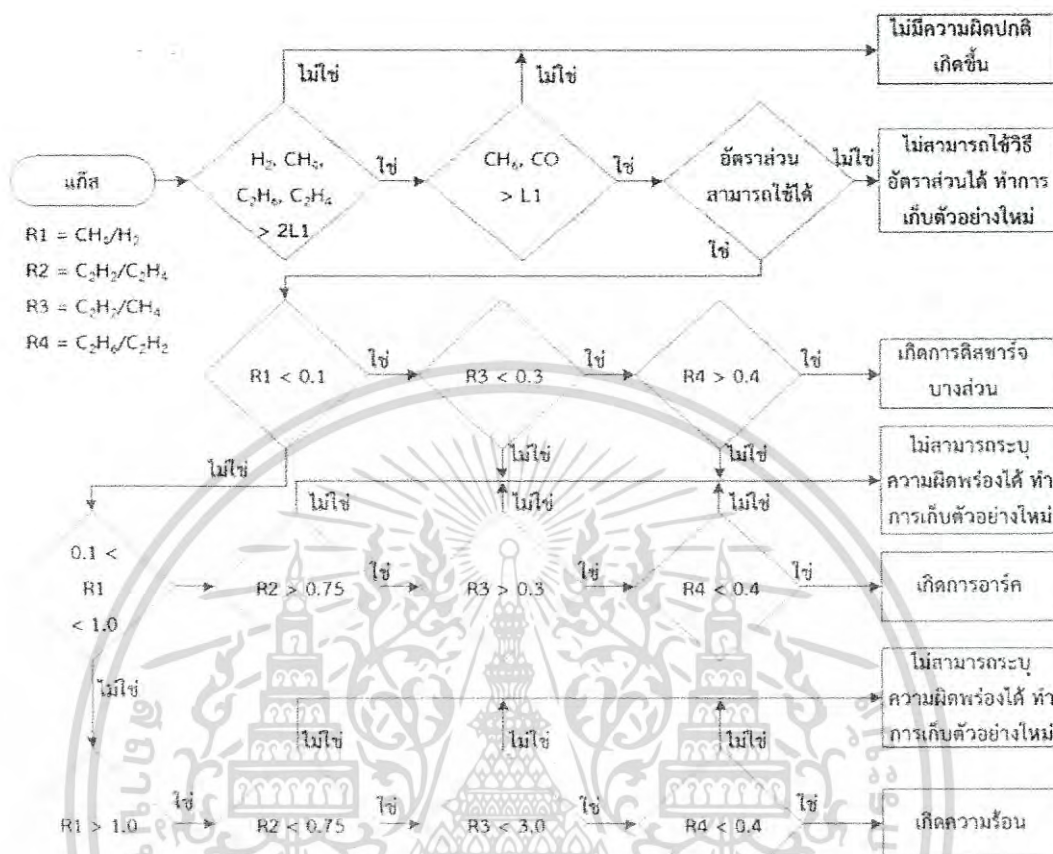 ไม่มีความผิดปกติ
เกิดขึ้น
ไม่ใช่
ไม่ใช่
แก๊ส
H₂, CH₄,
C₂H₆, C₂H₄
> 2L1
ใช่
CH₆, CO
> L1
ใช่
อัตราส่วน
สามารถใช้ได้
ไม่ใช่
ไม่สามารถใช้วิธี
อัตราส่วนได้ ทำการ
เก็บตัวอย่างใหม่
ใช่
R1 = CH₄/H₂
R2 = C₂H₂/C₂H₄
R3 = C₂H₂/CH₄
R4 = C₂H₆/C₂H₂
R1 < 0.1
ใช่
R3 < 0.3
ใช่
R4 > 0.4
ใช่
เกิดการดิสชาร์จ
บางส่วน
ไม่ใช่
ไม่ใช่
ไม่ใช่
ไม่สามารถระบุ
ความผิดพร่องได้ ทำ
การเก็บตัวอย่างใหม่
ไม่ใช่
ไม่ใช่
ไม่ใช่
0.1 <
R1
< 1.0
R2 > 0.75
ใช่
R3 > 0.3
ใช่
R4 < 0.4
ใช่
เกิดการอาร์ค
ไม่ใช่
ไม่สามารถระบุ
ความผิดพร่องได้ ทำ
การเก็บตัวอย่างใหม่
ไม่ใช่
ไม่ใช่
ไม่ใช่
R1 > 1.0
ใช่
R2 < 0.75
ใช่
R3 < 3.0
ใช่
R4 < 0.4
ใช่
เกิดความร้อน